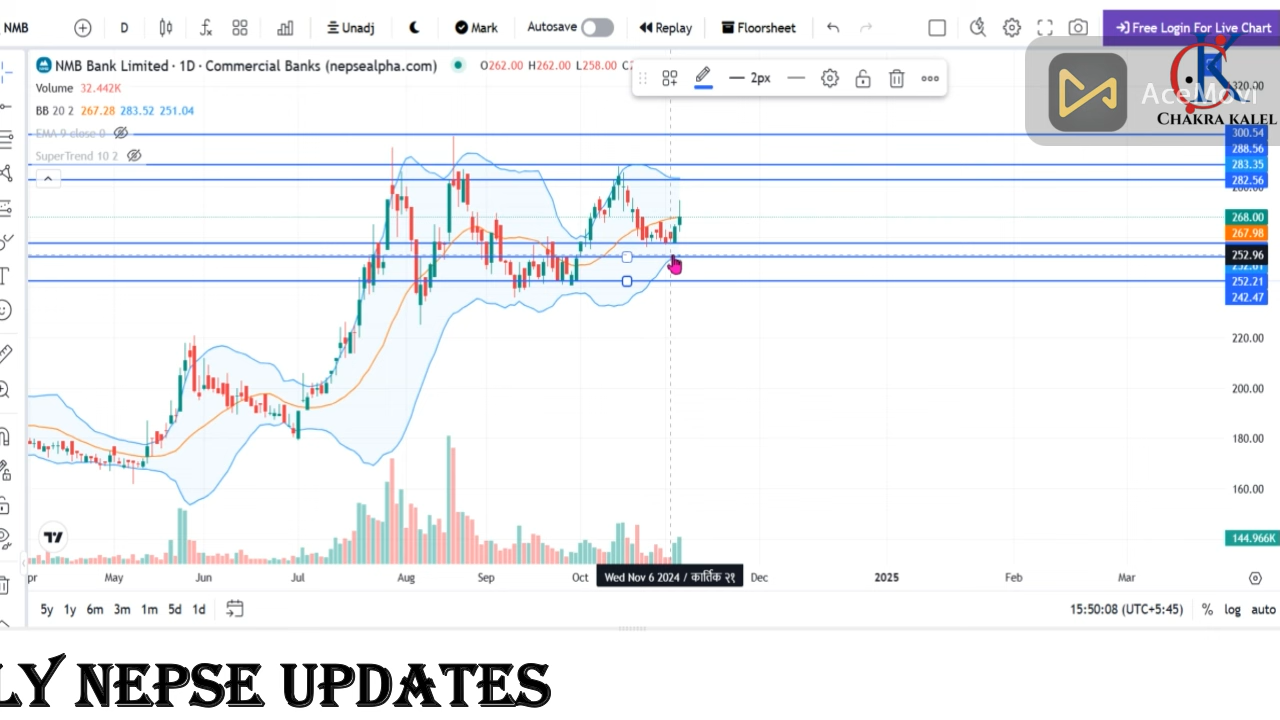 NMB D Unadj Mark Autosave Replay Floorsheet Free Login For Live Chart
NMB Bank Limited · 1D · Commercial Banks (nepsealpha.com) O262.00 H262.00 L258.00
2px
Volume 32.442K
BB 20 2 267.28 283.52 251.04
EMA 9 close 0
SuperTrend 10 2
AceMovi
CHAKRA KALEL
320.00
300.54
288.56
283.35
282.56
268.00
267.98
252.96
252.21
242.47
220.00
200.00
180.00
160.00
144.966K
May Jun Jul Aug Sep Oct Wed Nov 6 2024 / कार्तिक २१ Dec 2025 Feb Mar
5y 1y 6m 3m 1m 5d 1d 15:50:08 (UTC+5:45) % log auto
LY NEPSE UPDATES